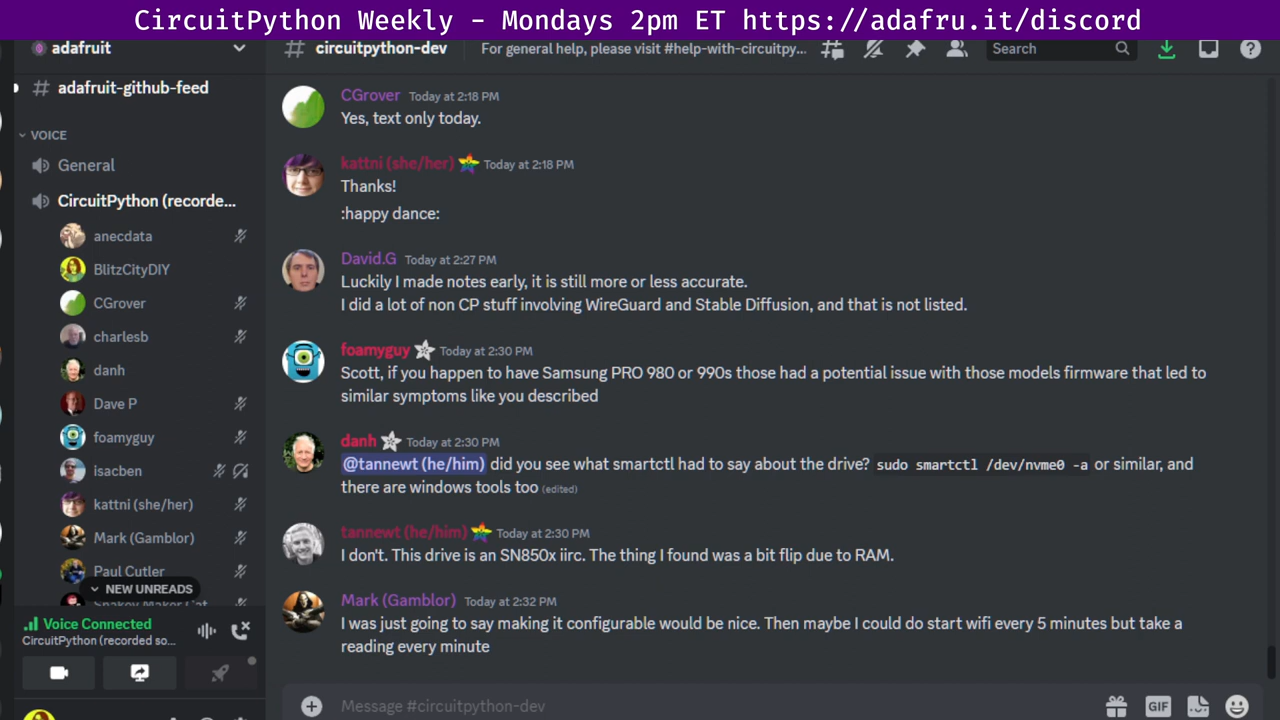 CircuitPython Weekly - Mondays 2pm ET https://adafru.it/discord
adafruit
# circuitpython-dev
For general help, please visit #help-with-circuitpy...
Search
# adafruit-github-feed
VOICE
General
CircuitPython (recorde...
anecdata
BlitzCityDIY
CGrover
charlesb
danh
Dave P
foamyguy
isacben
kattni (she/her)
Mark (Gamblor)
Paul Cutler
NEW UNREADS
Voice Connected
CircuitPython (recorded so...
CGrover Today at 2:18 PM
Yes, text only today.
kattni (she/her) Today at 2:18 PM
Thanks!
:happy dance:
David.G Today at 2:27 PM
Luckily I made notes early, it is still more or less accurate.
I did a lot of non CP stuff involving WireGuard and Stable Diffusion, and that is not listed.
foamyguy Today at 2:30 PM
Scott, if you happen to have Samsung PRO 980 or 990s those had a potential issue with those models firmware that led to
similar symptoms like you described
danh Today at 2:30 PM
@tannewt (he/him) did you see what smartctl had to say about the drive? sudo smartctl /dev/nvme0 -a or similar, and
there are windows tools too (edited)
tannewt (he/him) Today at 2:30 PM
I don't. This drive is an SN850x iirc. The thing I found was a bit flip due to RAM.
Mark (Gamblor) Today at 2:32 PM
I was just going to say making it configurable would be nice. Then maybe I could do start wifi every 5 minutes but take a
reading every minute
Message #circuitpython-dev
GIF